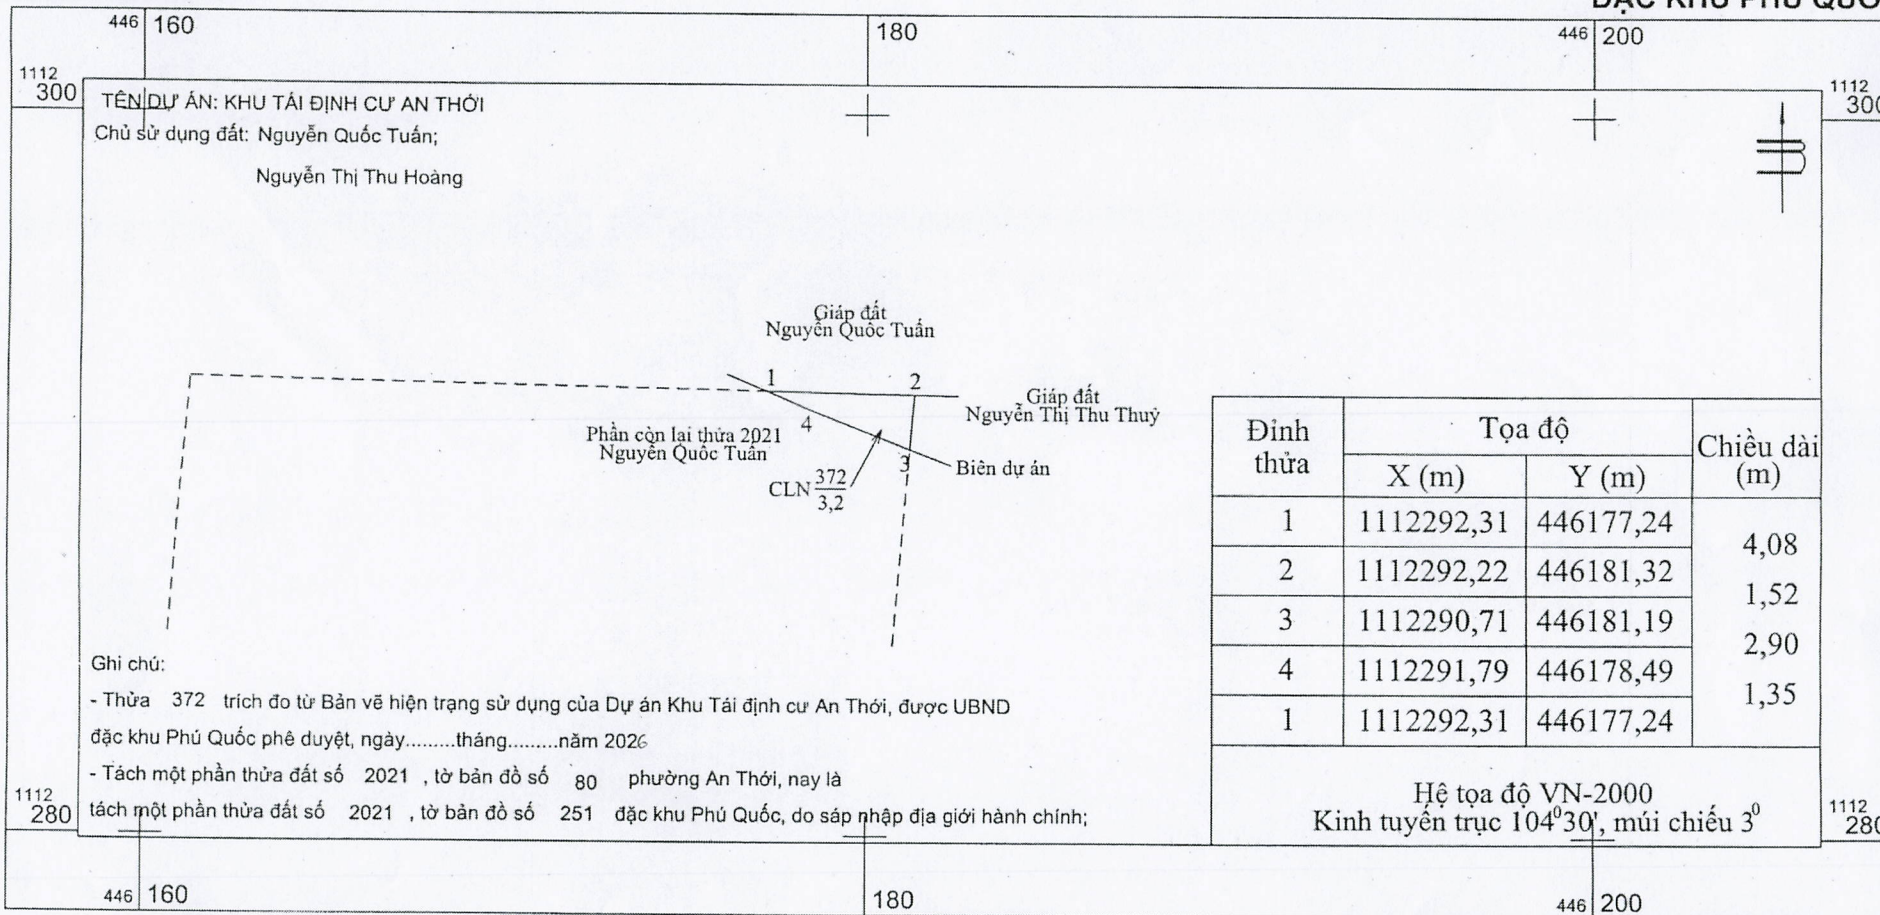 446 160
180
446 200
1112
300
1112
300
TÊN DỰ ÁN: KHU TÁI ĐỊNH CƯ AN THỚI
Chủ sử dụng đất: Nguyễn Quốc Tuấn;
Nguyễn Thị Thu Hoàng
Giáp đất
Nguyễn Quốc Tuấn
1
2
Giáp đất
Nguyễn Thị Thu Thuỷ
4
Phần còn lại thửa 2021
Nguyễn Quốc Tuấn
3
Biên dự án
CLN 372
3,2
Đỉnh thửa Tọa độ Chiều dài (m)
X (m) Y (m)
1 1112292,31 446177,24
4,08
2 1112292,22 446181,32
1,52
3 1112290,71 446181,19
2,90
4 1112291,79 446178,49
1,35
1 1112292,31 446177,24
Hệ tọa độ VN-2000
Kinh tuyến trục 104⁰30', múi chiếu 3⁰
Ghi chú:
- Thửa 372 trích đo từ Bản vẽ hiện trạng sử dụng của Dự án Khu Tái định cư An Thới, được UBND
đặc khu Phú Quốc phê duyệt, ngày.........tháng.........năm 2026
- Tách một phần thửa đất số 2021 , tờ bản đồ số 80 phường An Thới, nay là
tách một phần thửa đất số 2021 , tờ bản đồ số 251 đặc khu Phú Quốc, do sáp nhập địa giới hành chính;
1112
280
1112
280
446 160
180
446 200